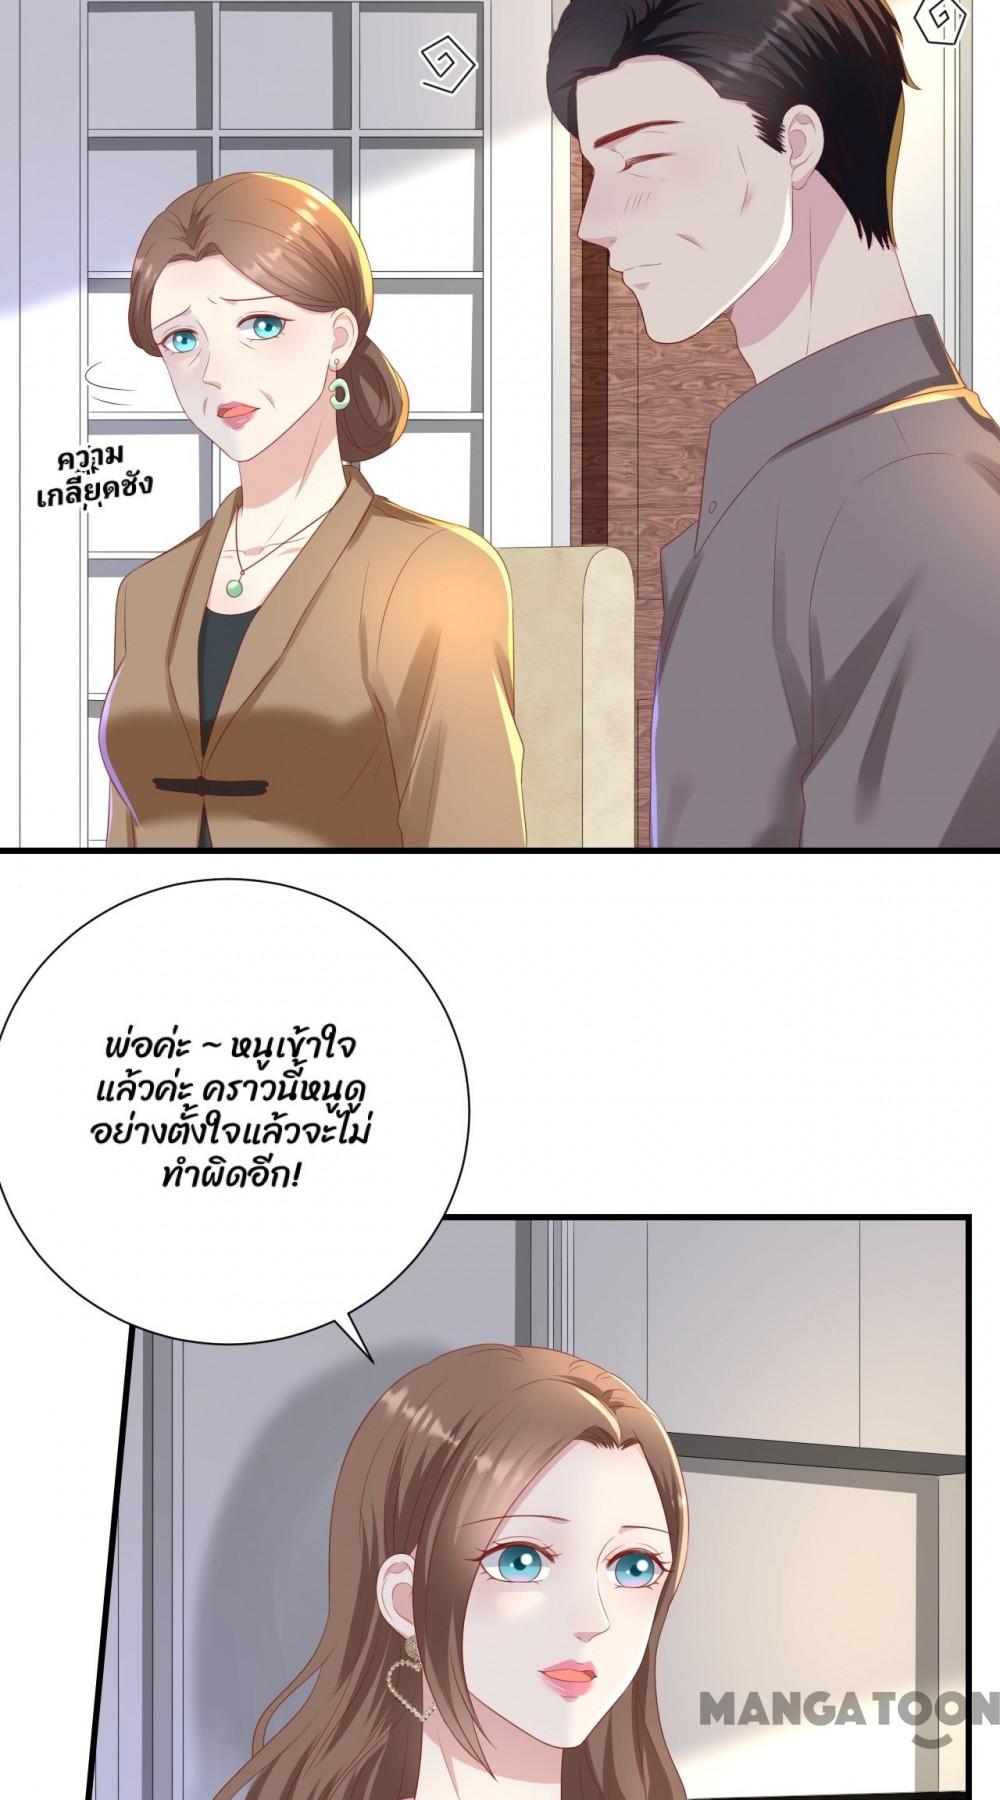 ความ
เกลียดชัง
พ่อค่ะ ~ หนูเข้าใจ
แล้วค่ะ คราวนี้หนูดู
อย่างตั้งใจแล้วจะไม่
ทำผิดอีก!
MANGATOON